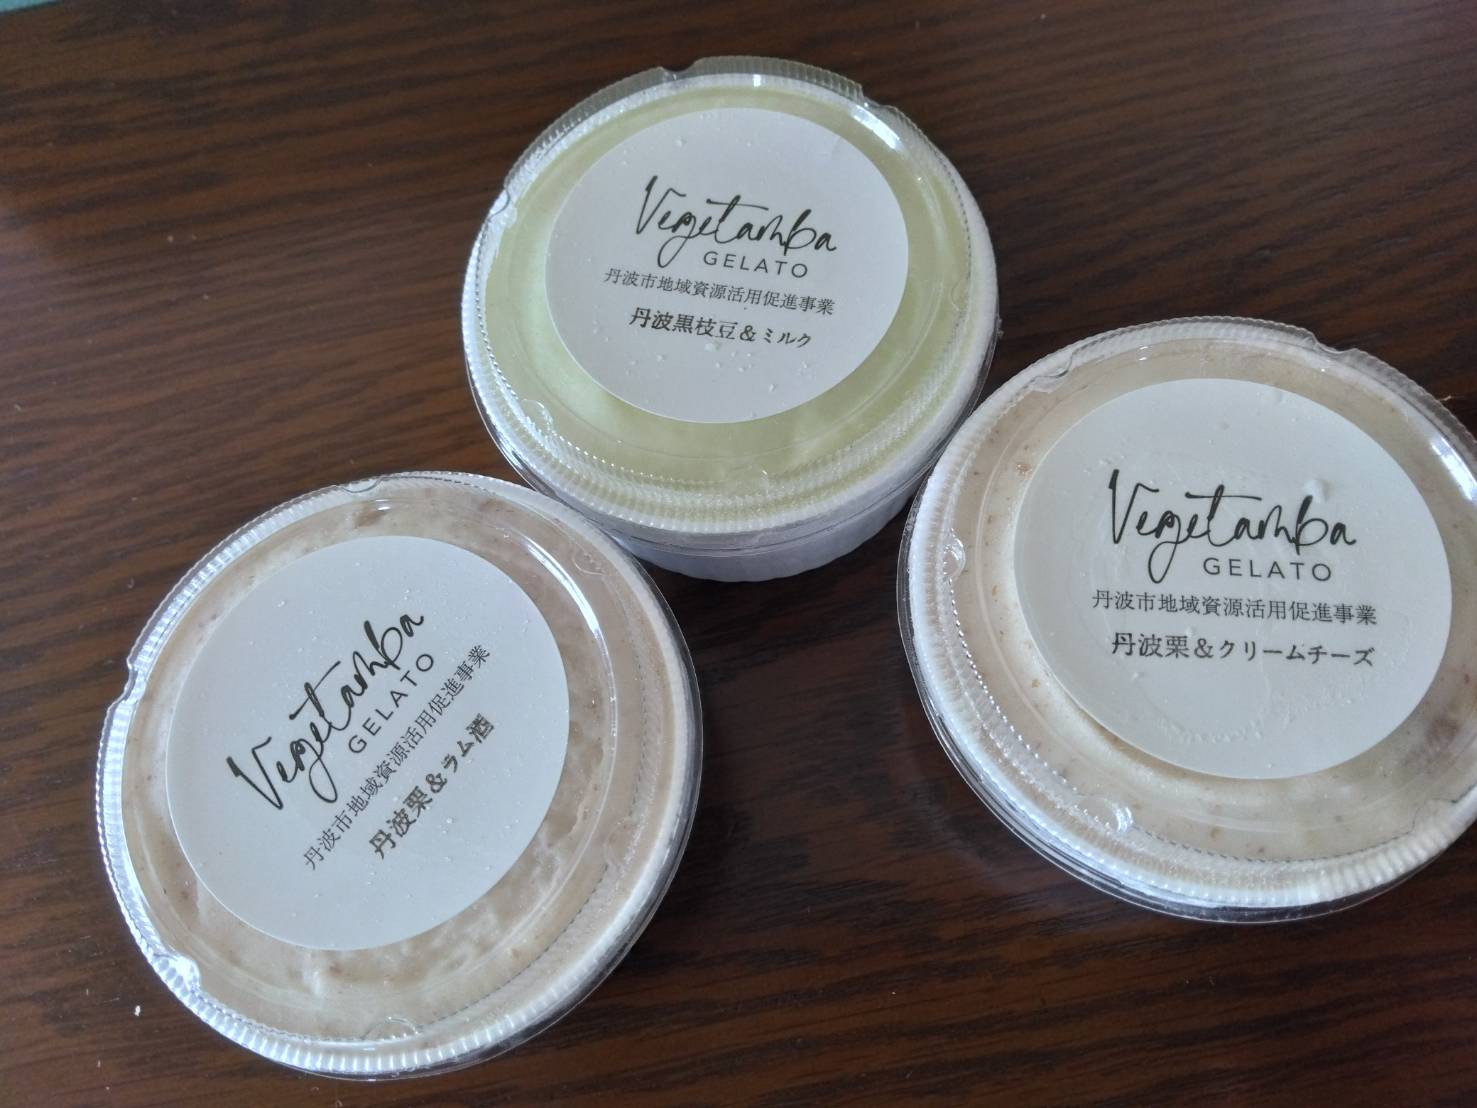 Vegetamba
GELATO
丹波市地域資源活用促進事業
丹波黒枝豆&ミルク
Vegetamba
GELATO
丹波市地域資源活用促進事業
丹波栗&ラム酒
Vegetamba
GELATO
丹波市地域資源活用促進事業
丹波栗&クリームチーズ